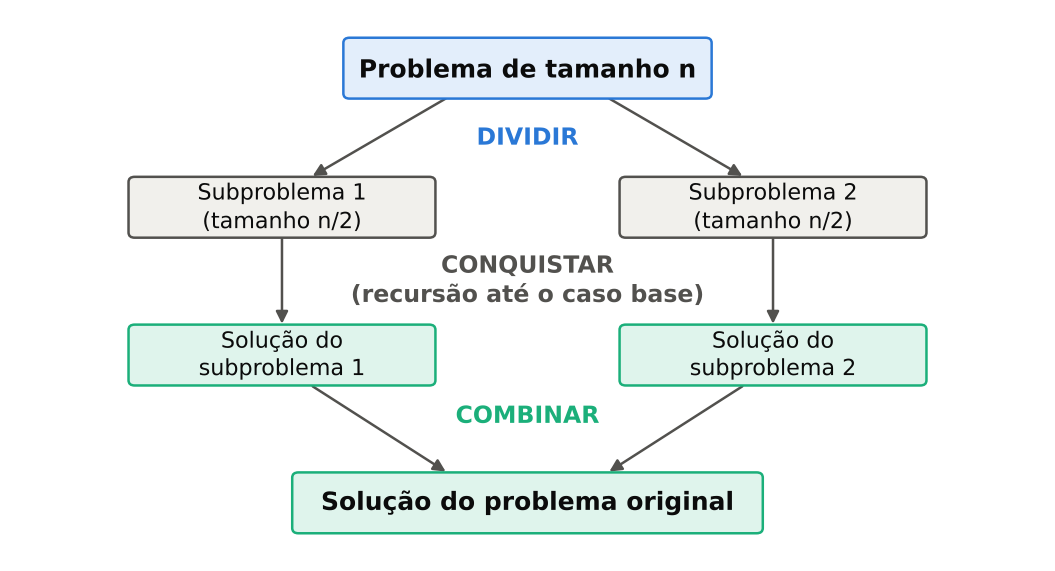 Problema de tamanho n
DIVIDIR
Subproblema 1
(tamanho n/2)
Subproblema 2
(tamanho n/2)
CONQUISTAR
(recursão até o caso base)
Solução do
subproblema 1
Solução do
subproblema 2
COMBINAR
Solução do problema original